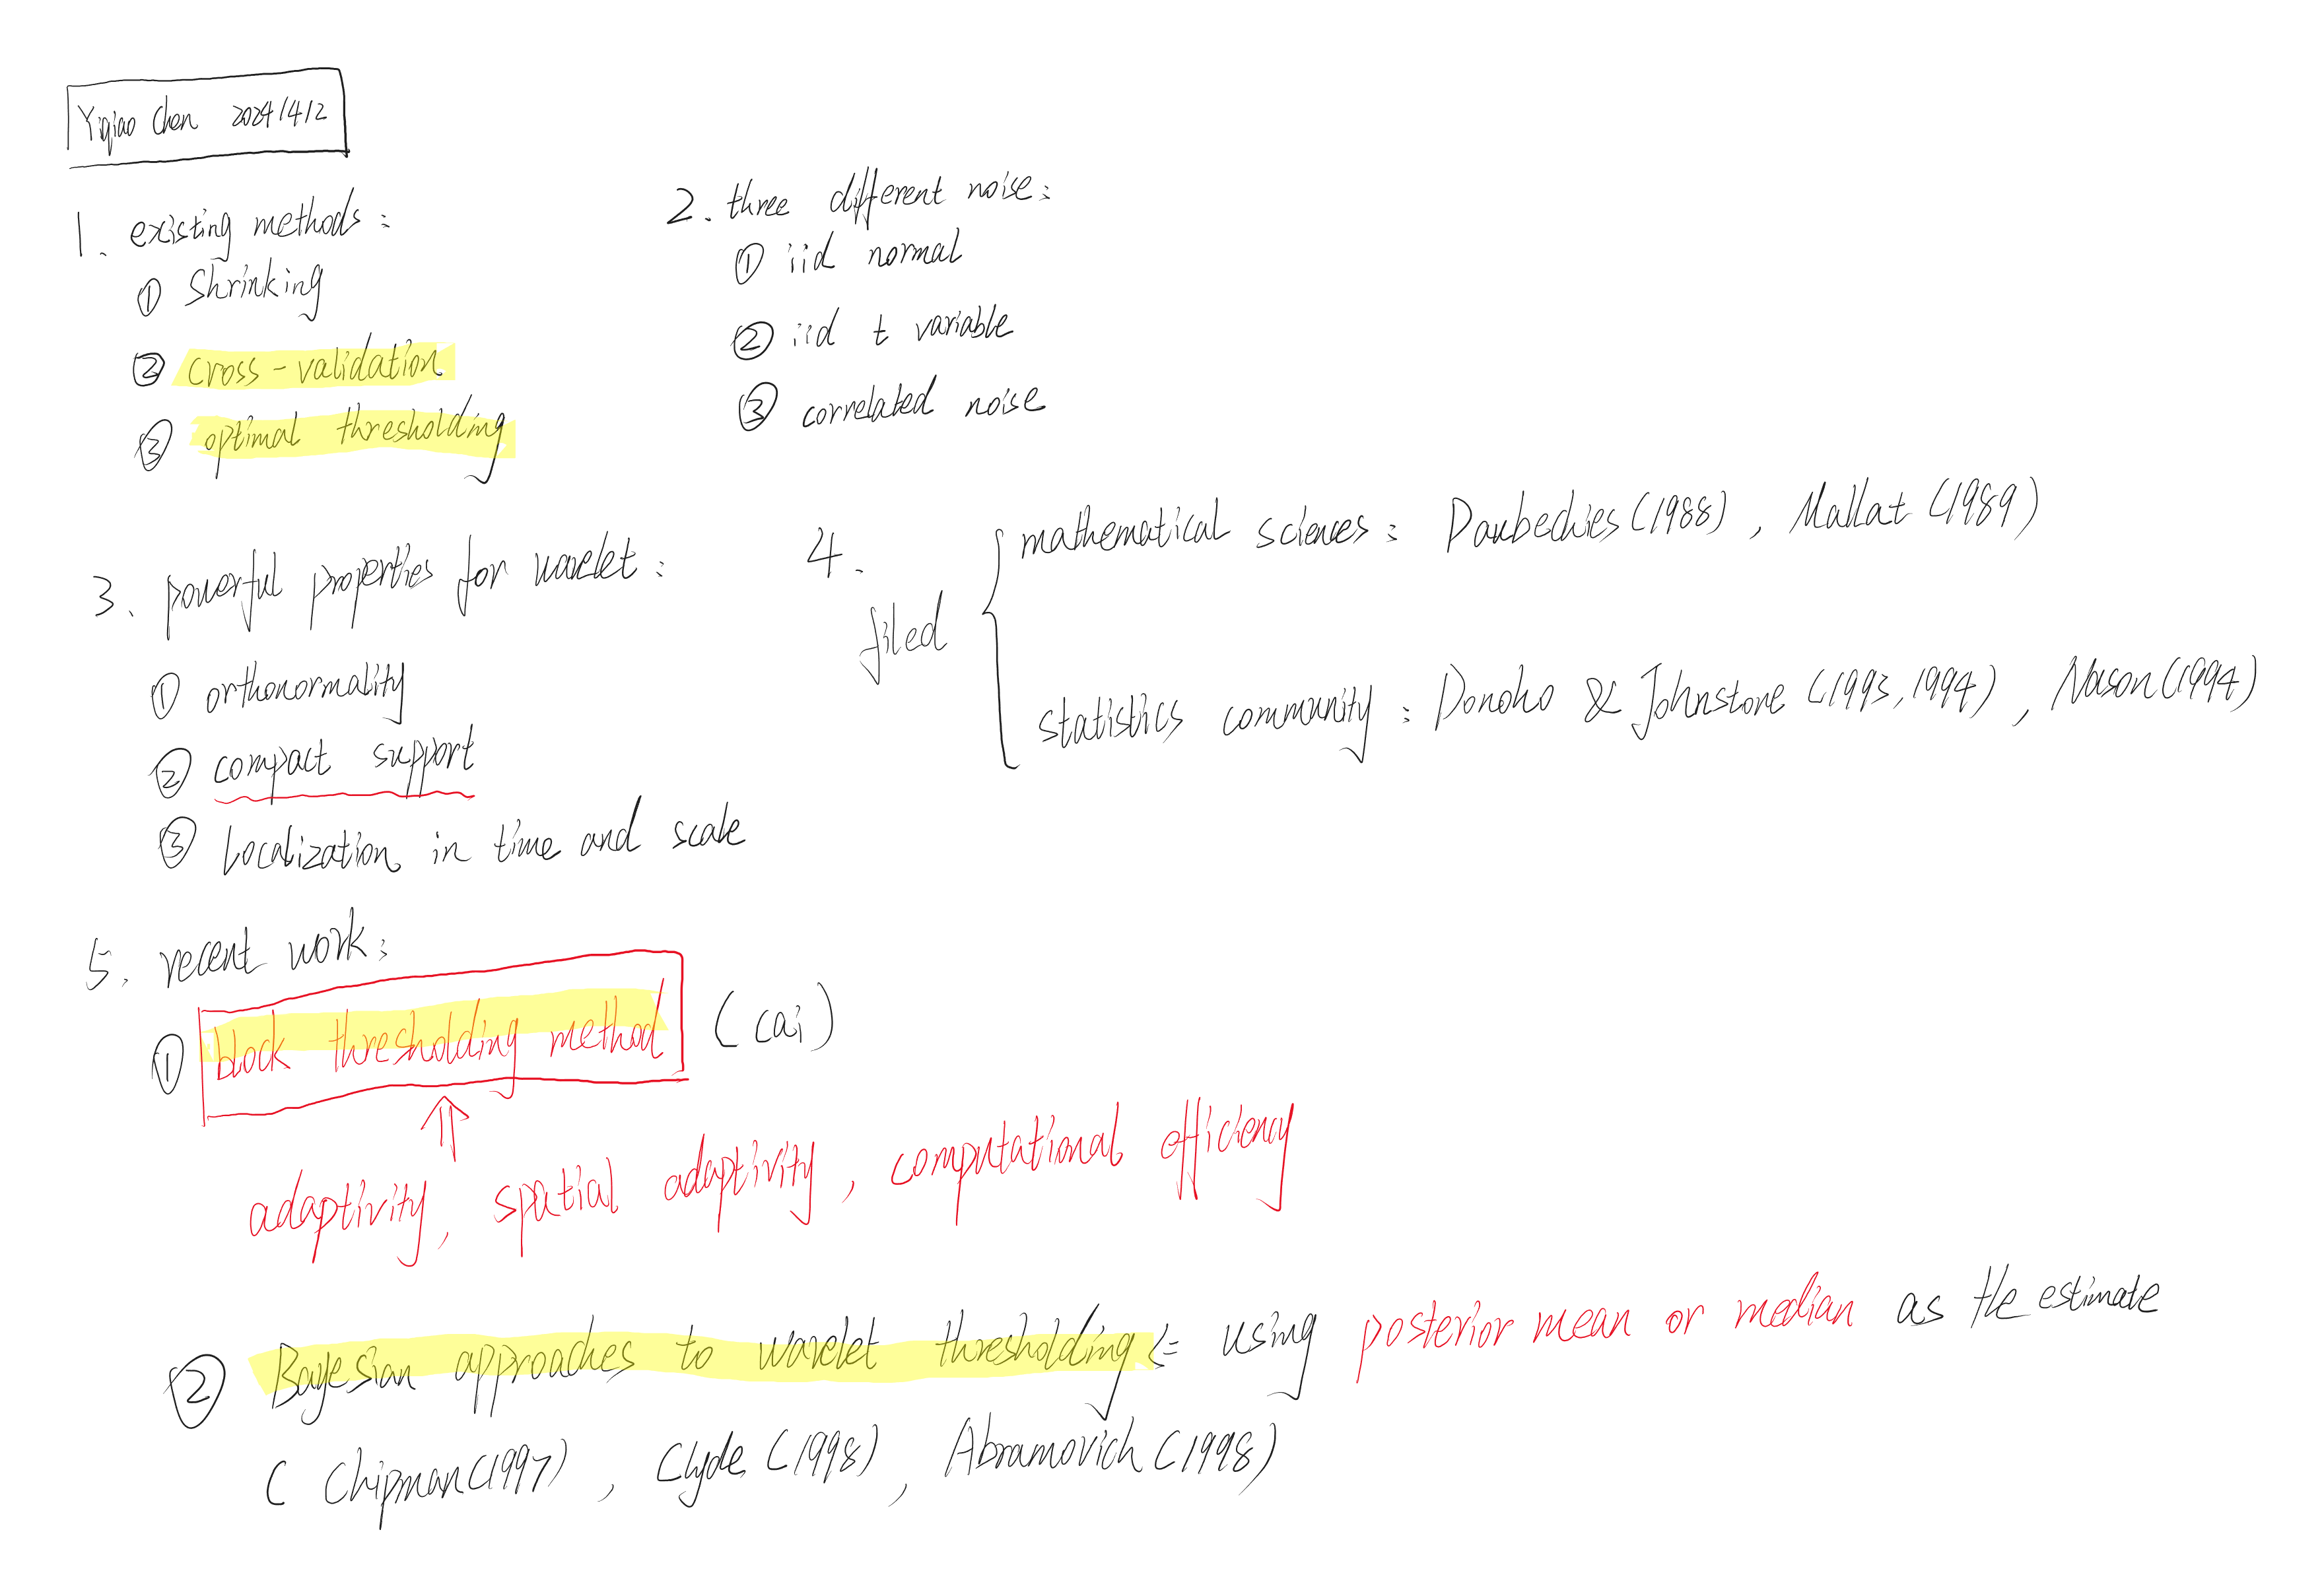 Yiqiao Chen 2024/4/2
1. existing methods:
① Shrinking
② cross-validation
③ optimal thresholding
2. three different noise:
① iid normal
② iid t variable
③ correlated noise
3. powerful properties for wavelet:
① orthonormality
② compact support
③ Localization in time and scale
4.
filed
mathematical sciences: Daubechies (1988), Mallat (1989)
statistics community: Donoho & Johnstone (1993, 1994), Nason (1994)
5. recent work:
① block thresholding method (cai)
adaptivity, spatial adaptivity, computational efficiency
② Bayesian approaches to wavelet thresholding ⇐ using posterior mean or median as the estimate
( Chipman (1997), Clyde (1998), Abramovich (1998)